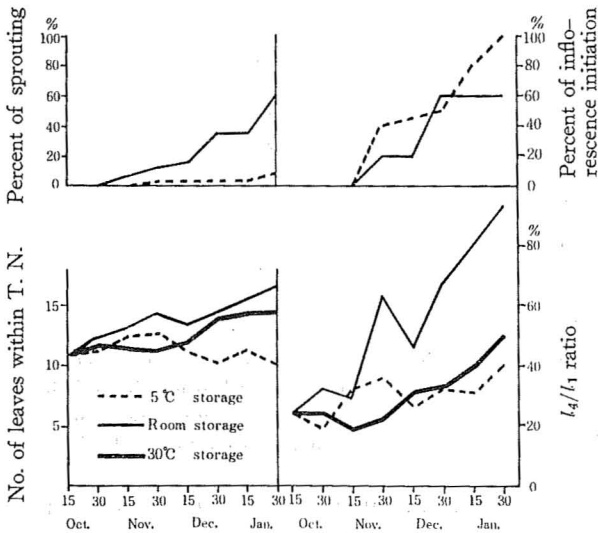 Percent of sprouting
%
100
80
60
40
20
0
%
100
80
60
40
20
0
Percent of inflo-
rescence initiation
No. of leaves within T. N.
15
10
5
5℃ storage
Room storage
30℃ storage
%
80
60
40
20
0
l₄/l₁ ratio
15 30 15 30 15 30 15 30
Oct. Nov. Dec. Jan.
15 30 15 30 15 30 15 30
Oct. Nov. Dec. Jan.